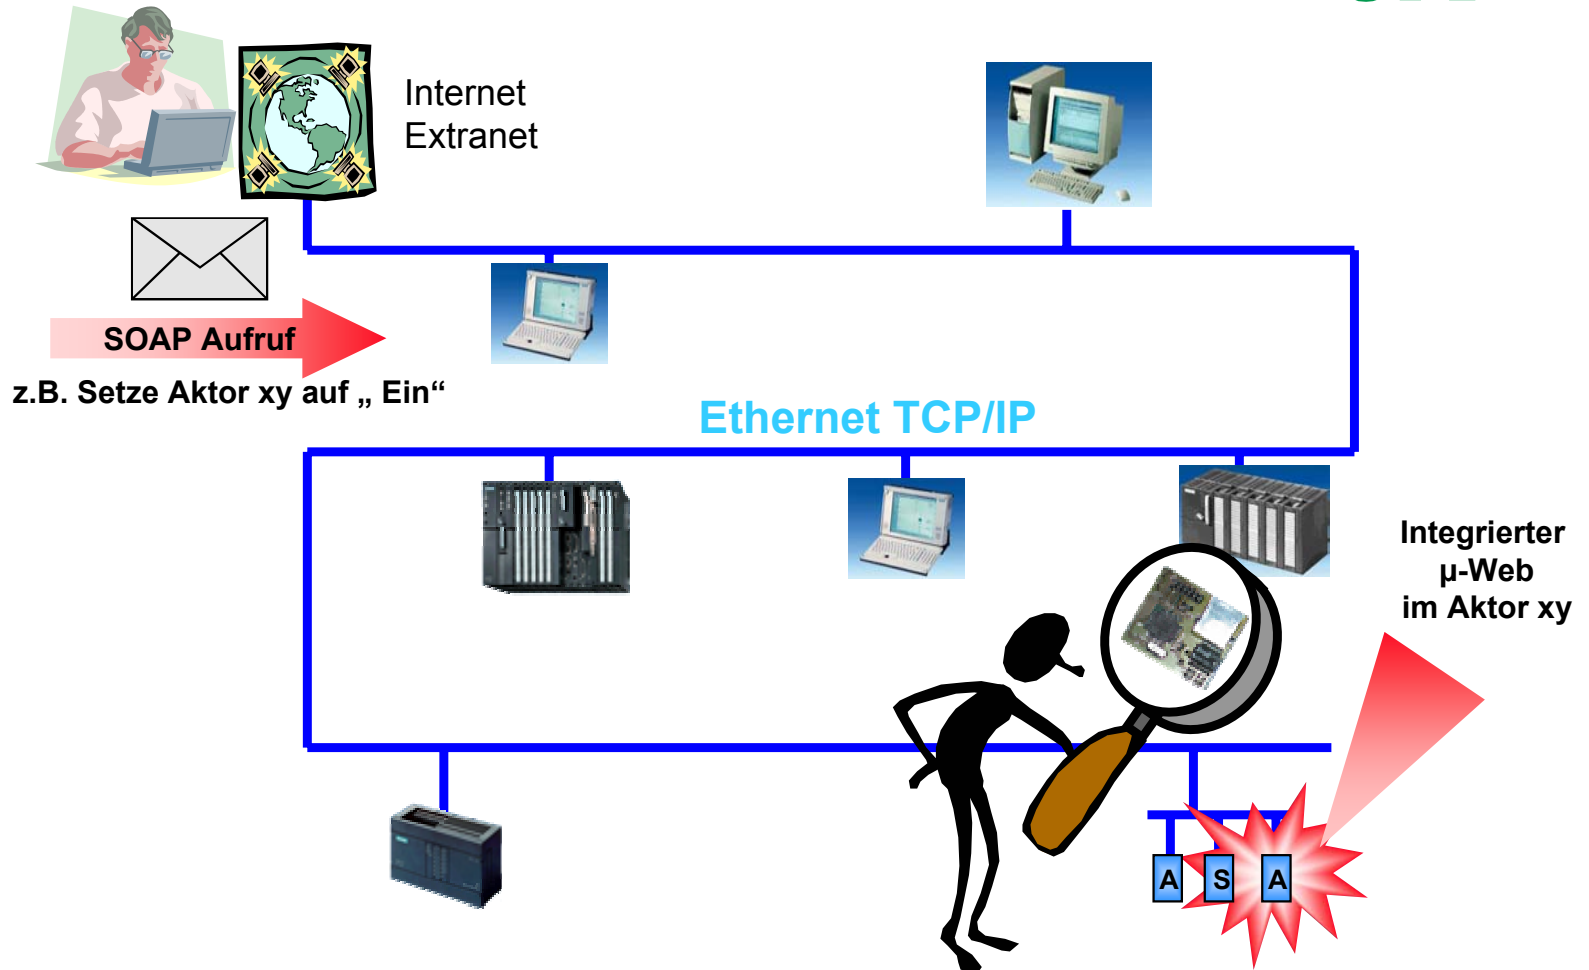 Internet
Extranet
SOAP Aufruf
z.B. Setze Aktor xy auf „ Ein“
Ethernet TCP/IP
Integrierter
µ-Web
im Aktor xy
A S A